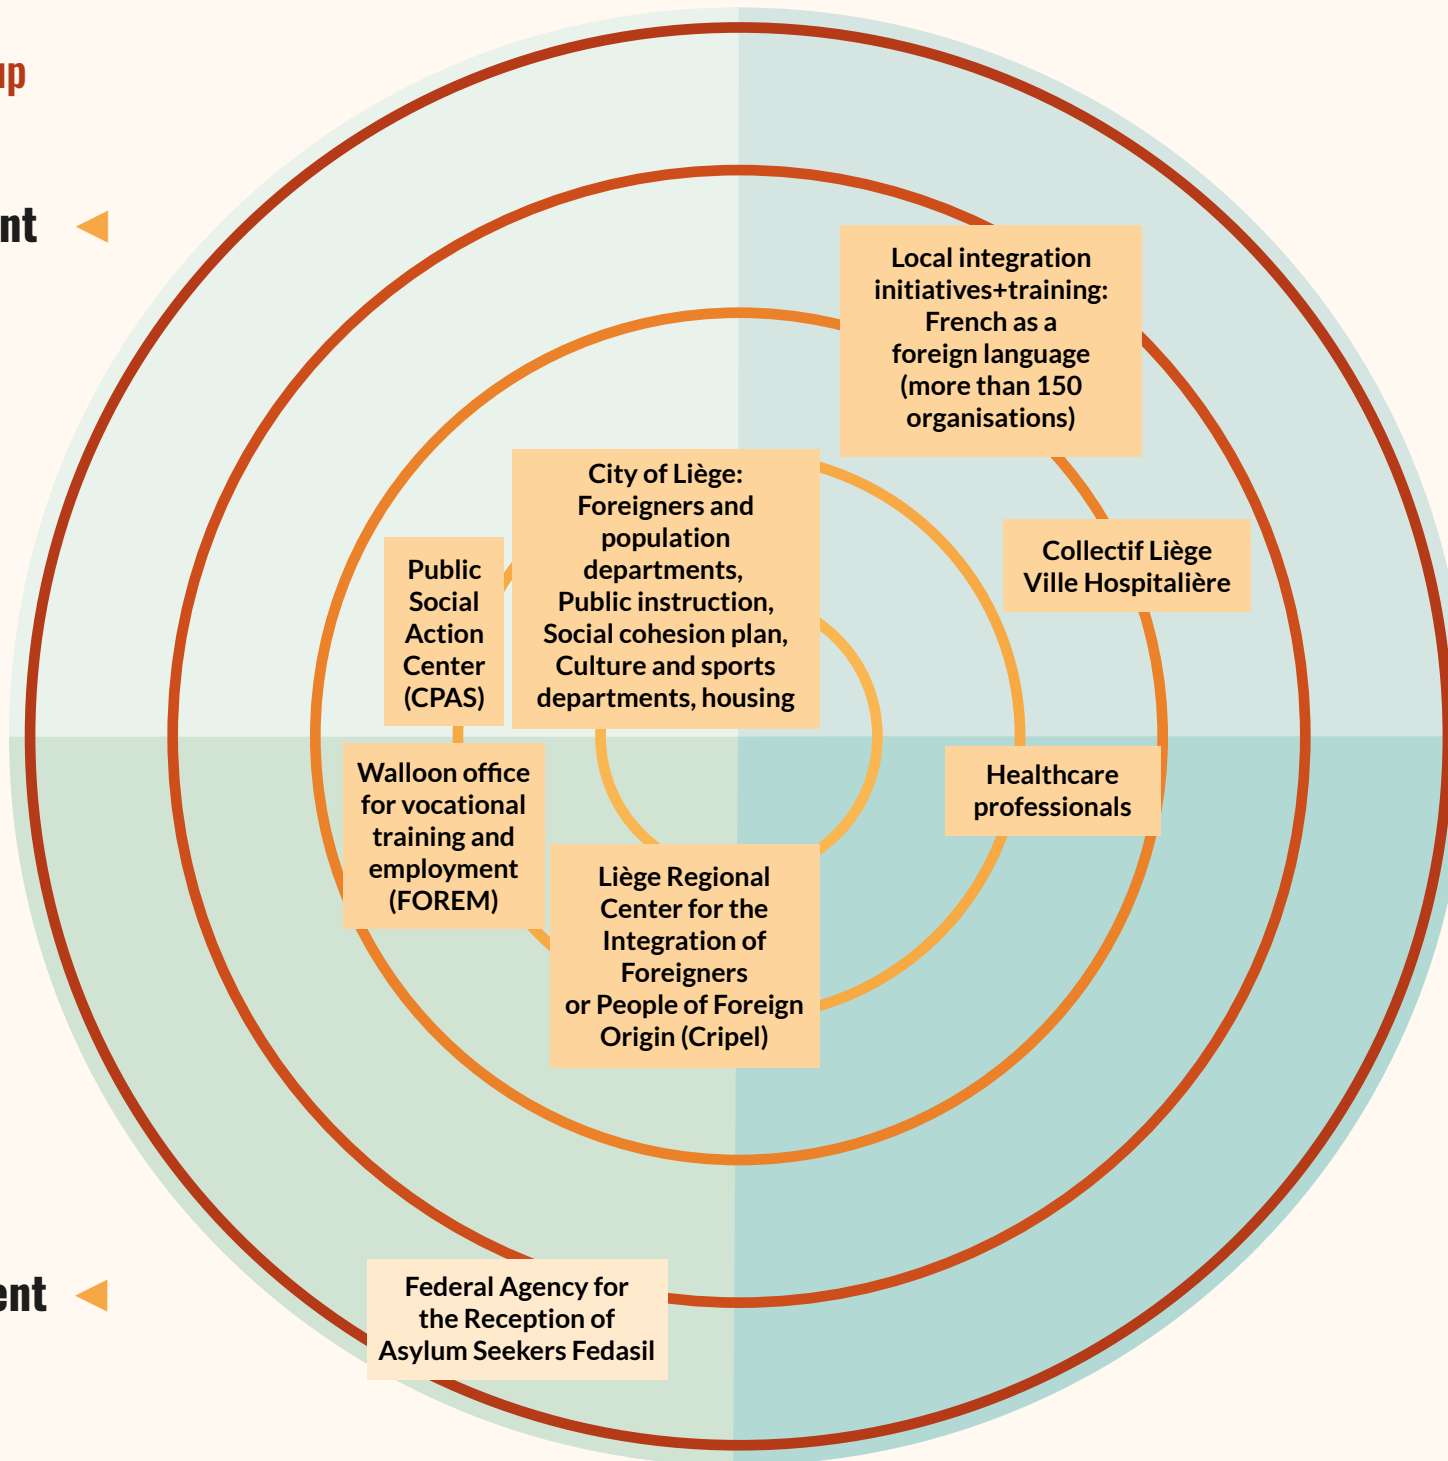 up
nt
Local integration
initiatives+training:
French as a
foreign language
(more than 150
organisations)
City of Liège:
Foreigners and
population
departments,
Public instruction,
Social cohesion plan,
Culture and sports
departments, housing
Collectif Liège
Ville Hospitalière
Public
Social
Action
Center
(CPAS)
Walloon office
for vocational
training and
employment
(FOREM)
Healthcare
professionals
Liège Regional
Center for the
Integration of
Foreigners
or People of Foreign
Origin (Cripel)
ent
Federal Agency for
the Reception of
Asylum Seekers Fedasil